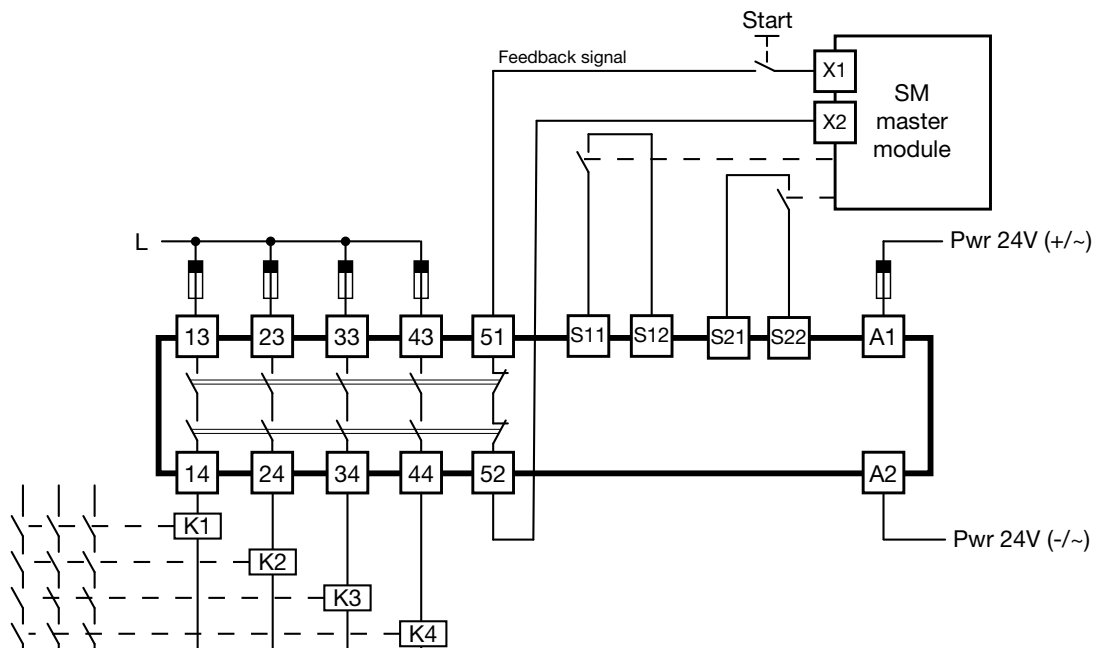 Start
Feedback signal
X1
SM
master
module
X2
L
Pwr 24V (+/~)
13
23
33
43
51
S11
S12
S21
S22
A1
14
24
34
44
52
A2
K1
Pwr 24V (-/~)
K2
K3
K4